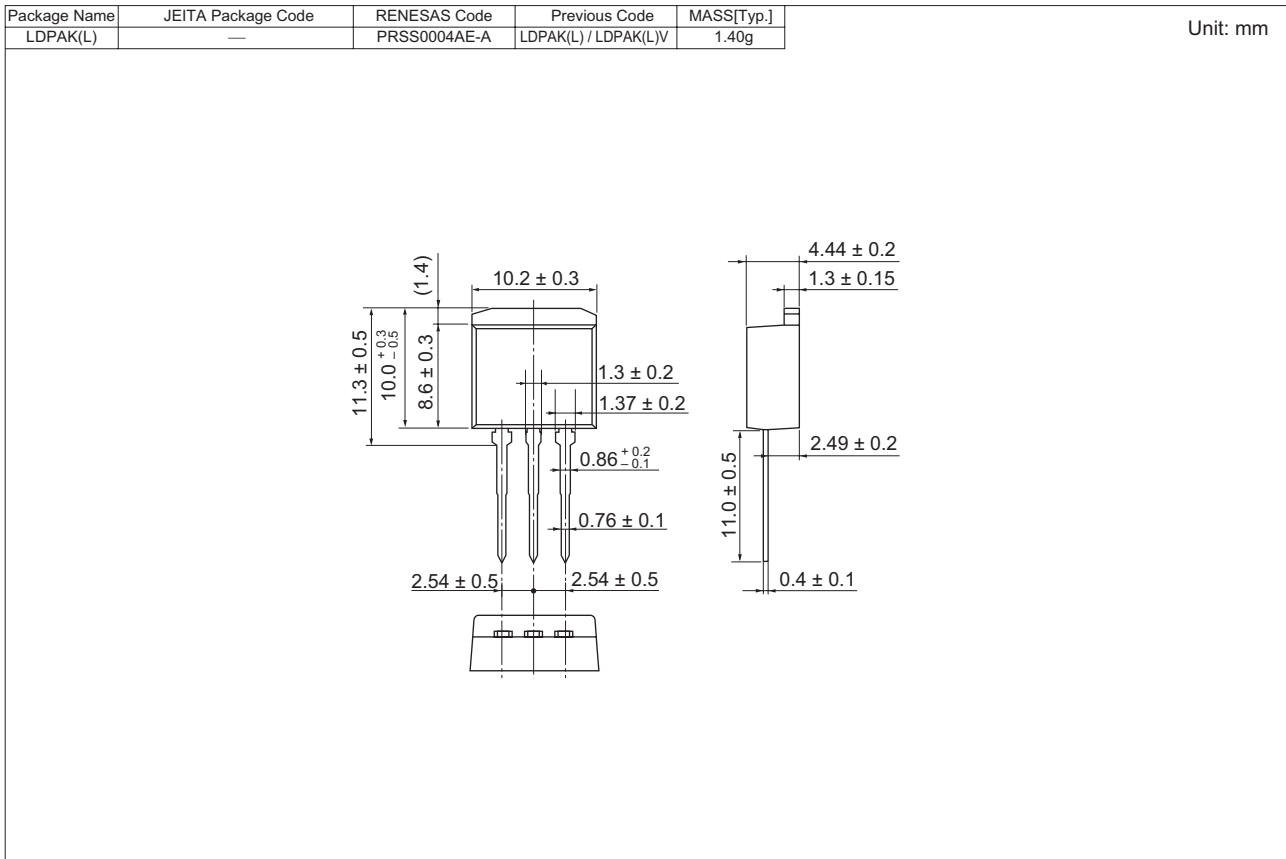 Package Name JEITA Package Code RENESAS Code Previous Code MASS[Typ.]
LDPAK(L) — PRSS0004AE-A LDPAK(L) / LDPAK(L)V 1.40g
Unit: mm
4.44 ± 0.2
(1.4)
10.2 ± 0.3
1.3 ± 0.15
11.3 ± 0.5
10.0 + 0.3 – 0.5
8.6 ± 0.3
1.3 ± 0.2
1.37 ± 0.2
2.49 ± 0.2
0.86 + 0.2 – 0.1
11.0 ± 0.5
0.76 ± 0.1
2.54 ± 0.5
2.54 ± 0.5
0.4 ± 0.1